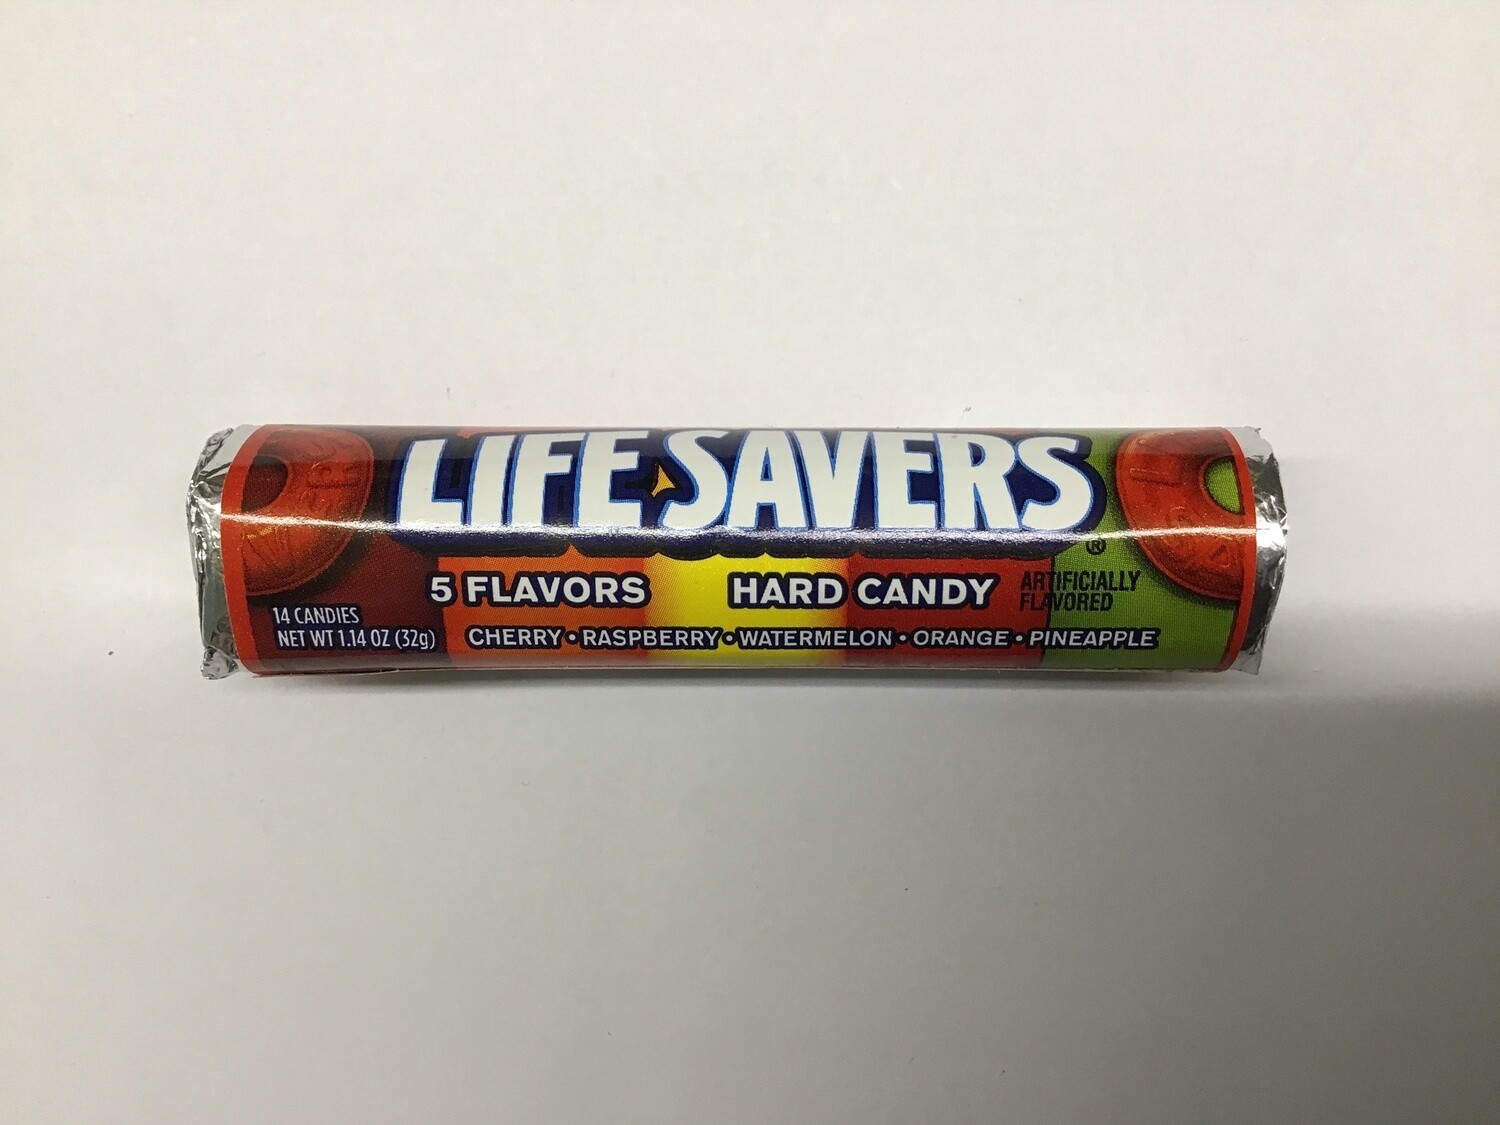 LIFE SAVERS
®
5 FLAVORS HARD CANDY
ARTIFICIALLY
FLAVORED
14 CANDIES
NET WT 1.14 OZ (32g)
CHERRY • RASPBERRY • WATERMELON • ORANGE • PINEAPPLE